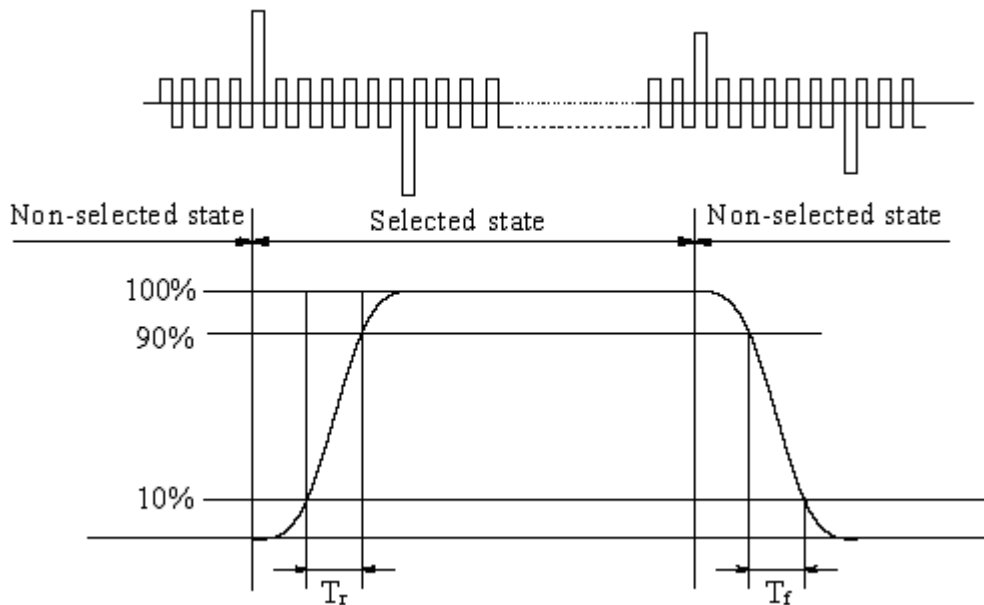 Non-selected state
Selected state
Non-selected state
100%
90%
10%
Tr
Tf